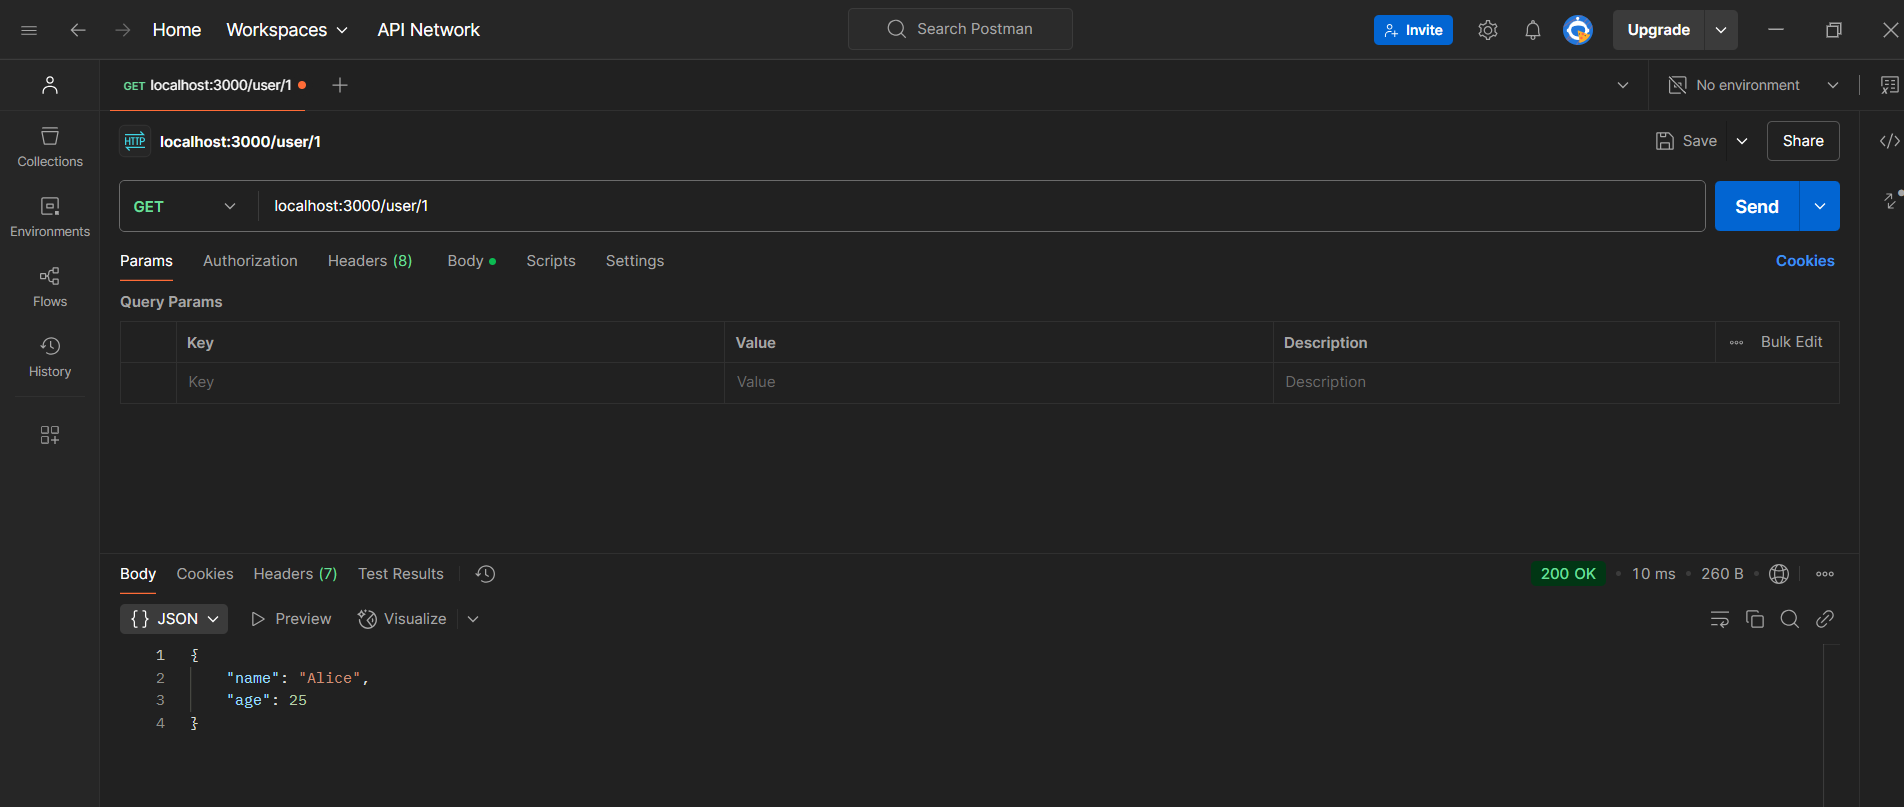 Home Workspaces API Network Search Postman Invite Upgrade
GET localhost:3000/user/1 No environment
HTTP localhost:3000/user/1 Save Share
Collections
GET localhost:3000/user/1 Send
Environments
Params Authorization Headers (8) Body Scripts Settings Cookies
Flows
Query Params
Key Value Description Bulk Edit
History
Key Value Description
Body Cookies Headers (7) Test Results 200 OK • 10 ms • 260 B •
{} JSON Preview Visualize
1 {
2 "name": "Alice",
3 "age": 25
4 }